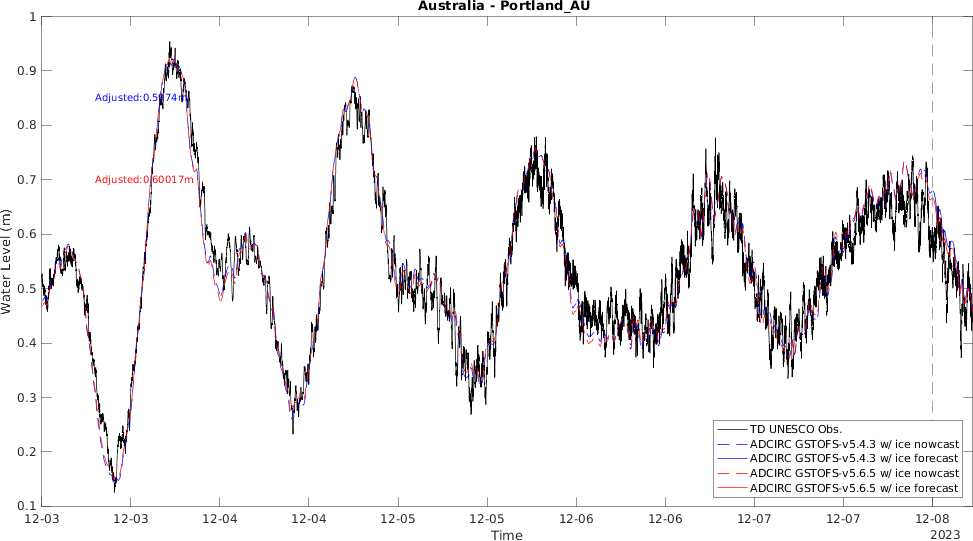 Australia - Portland_AU
1
0.9
0.8
0.7
0.6
0.5
0.4
0.3
0.2
0.1
Water Level (m)
Adjusted:0.60017m
TD UNESCO Obs.
ADCIRC GSTOFS-v5.4.3 w/ ice nowcast
ADCIRC GSTOFS-v5.4.3 w/ ice forecast
ADCIRC GSTOFS-v5.6.5 w/ ice nowcast
ADCIRC GSTOFS-v5.6.5 w/ ice forecast
12-03 12-03 12-04 12-04 12-05 12-05 12-06 12-06 12-07 12-07 12-08
2023
Time